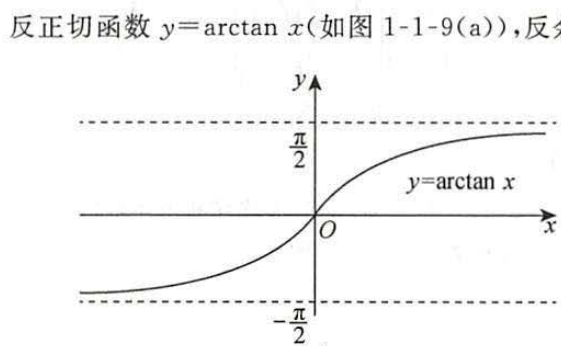 反正切函数 y=arctan x(如图 1-1-9(a)),反
y
π/2
y=arctan x
O
x
-π/2